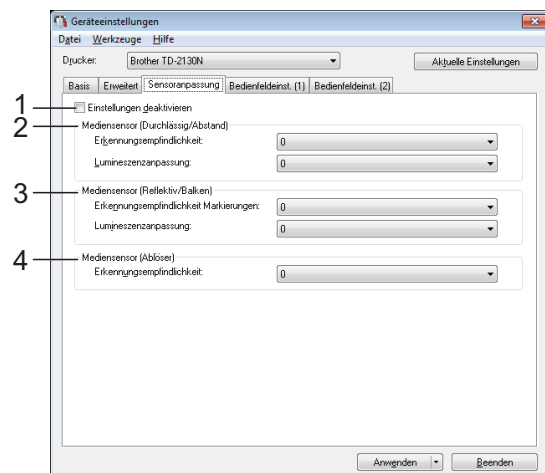 Geräteeinstellungen
Datei Werkzeuge Hilfe
Drucker: Brother TD-2130N Aktuelle Einstellungen
Basis Erweitert Sensoranpassung Bedienfeldeinst. (1) Bedienfeldeinst. (2)
1 Einstellungen deaktivieren
2 Mediensensor (Durchlässig/Abstand)
Erkennungsempfindlichkeit: 0
Lumineszenzanpassung: 0
3 Mediensensor (Reflektiv/Balken)
Erkennungsempfindlichkeit Markierungen: 0
Lumineszenzanpassung: 0
4 Mediensensor (Ablöser)
Erkennungsempfindlichkeit: 0
Anwenden Beenden